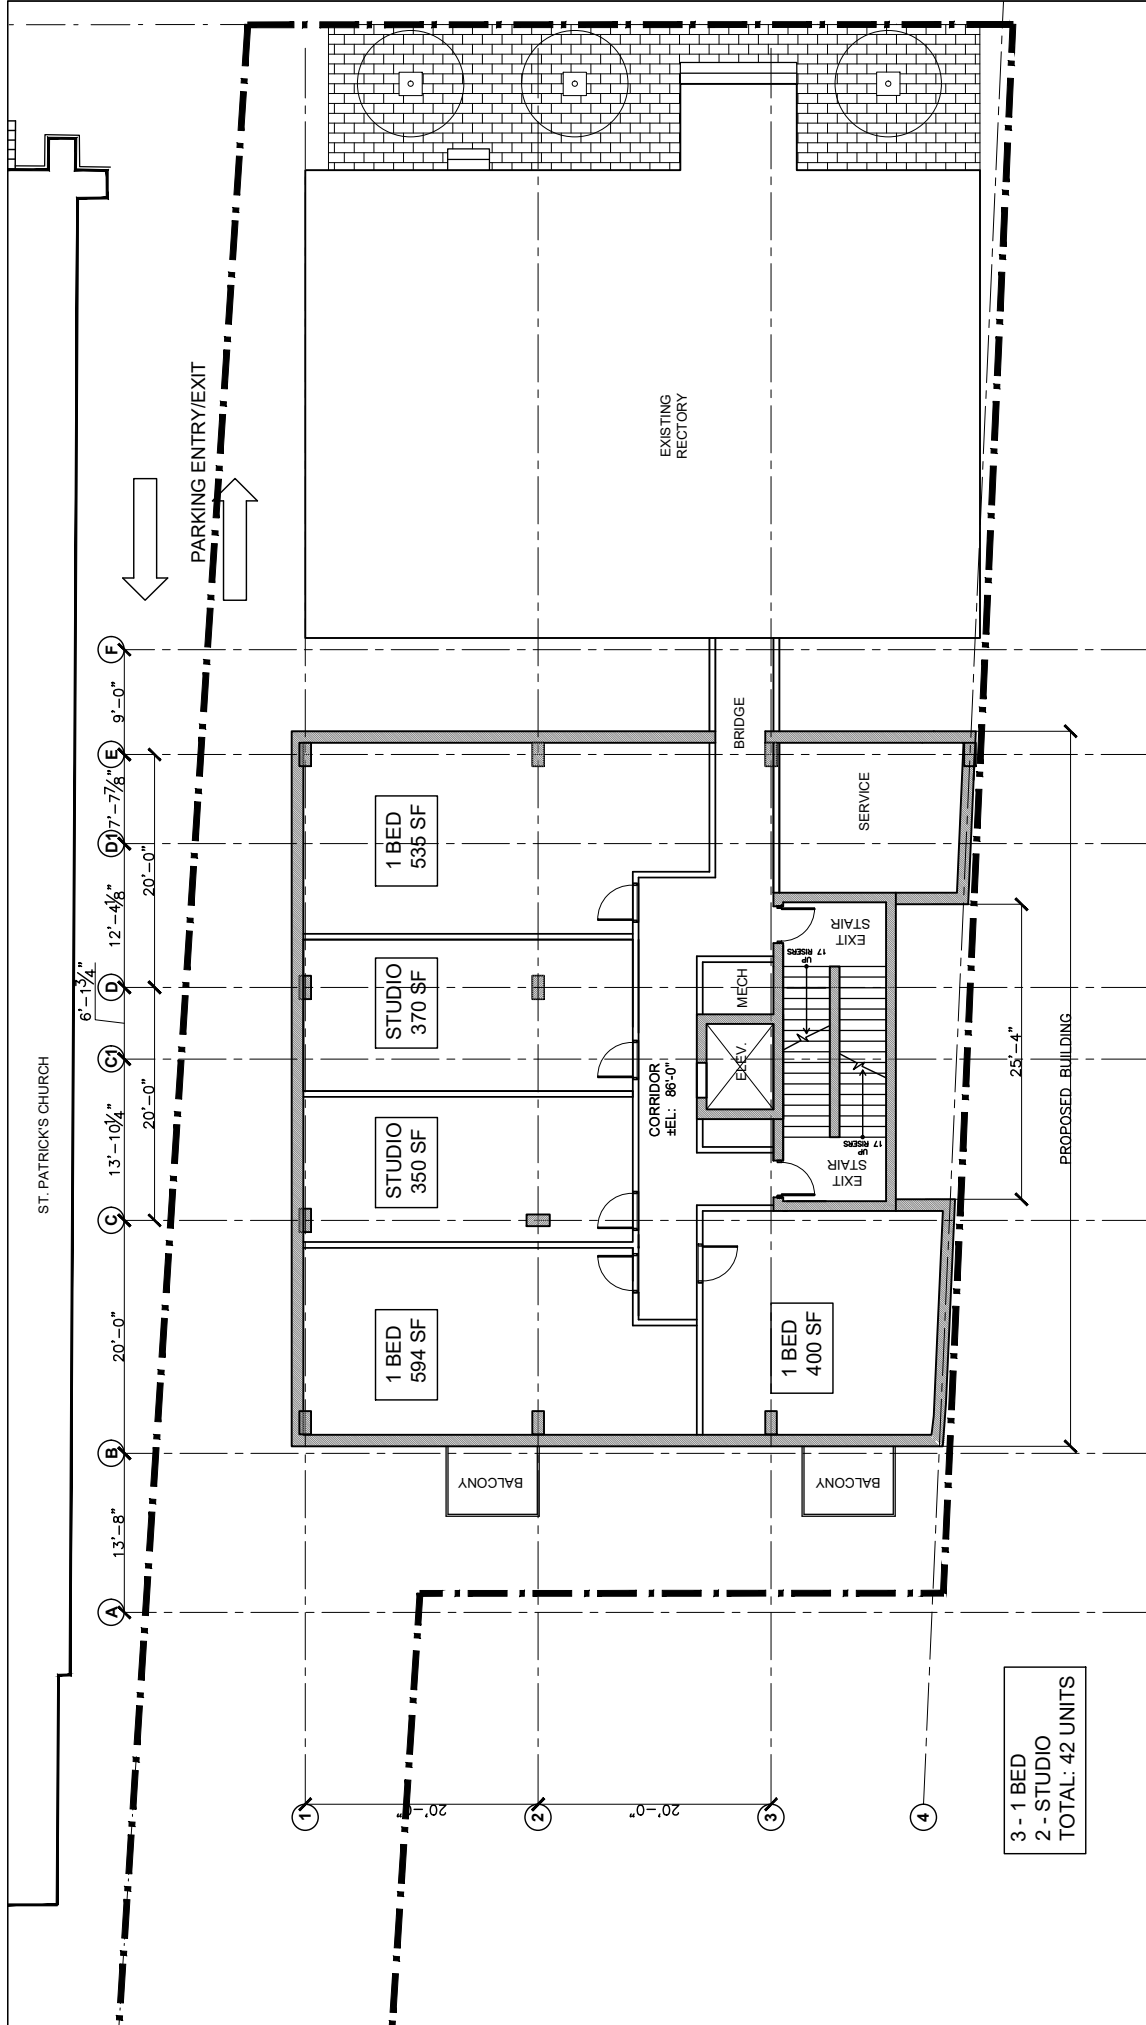 ST. PATRICK'S CHURCH
PARKING ENTRY/EXIT
A
B
C
C1
D
D1
E
F
13'-8"
20'-0"
13'-10¼"
6'-1¾"
12'-4⅛"
7'-7⅞"
9'-0"
20'-0"
20'-0"
EXISTING
RECTORY
BRIDGE
SERVICE
1 BED
535 SF
STUDIO
370 SF
STUDIO
350 SF
1 BED
594 SF
1 BED
400 SF
CORRIDOR
±EL: 86'-0"
MECH
ELEV.
EXIT
STAIR
UP
17 RISERS
EXIT
STAIR
UP
17 RISERS
BALCONY
BALCONY
25'-4"
PROPOSED BUILDING
1
2
3
4
20'-0"
20'-0"
3 - 1 BED
2 - STUDIO
TOTAL: 42 UNITS